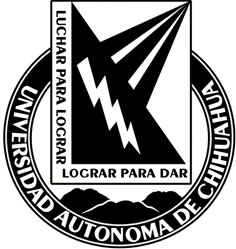 LUCHAR PARA LOGRAR
LOGRAR PARA DAR
UNIVERSIDAD AUTONOMA DE CHIHUAHUA